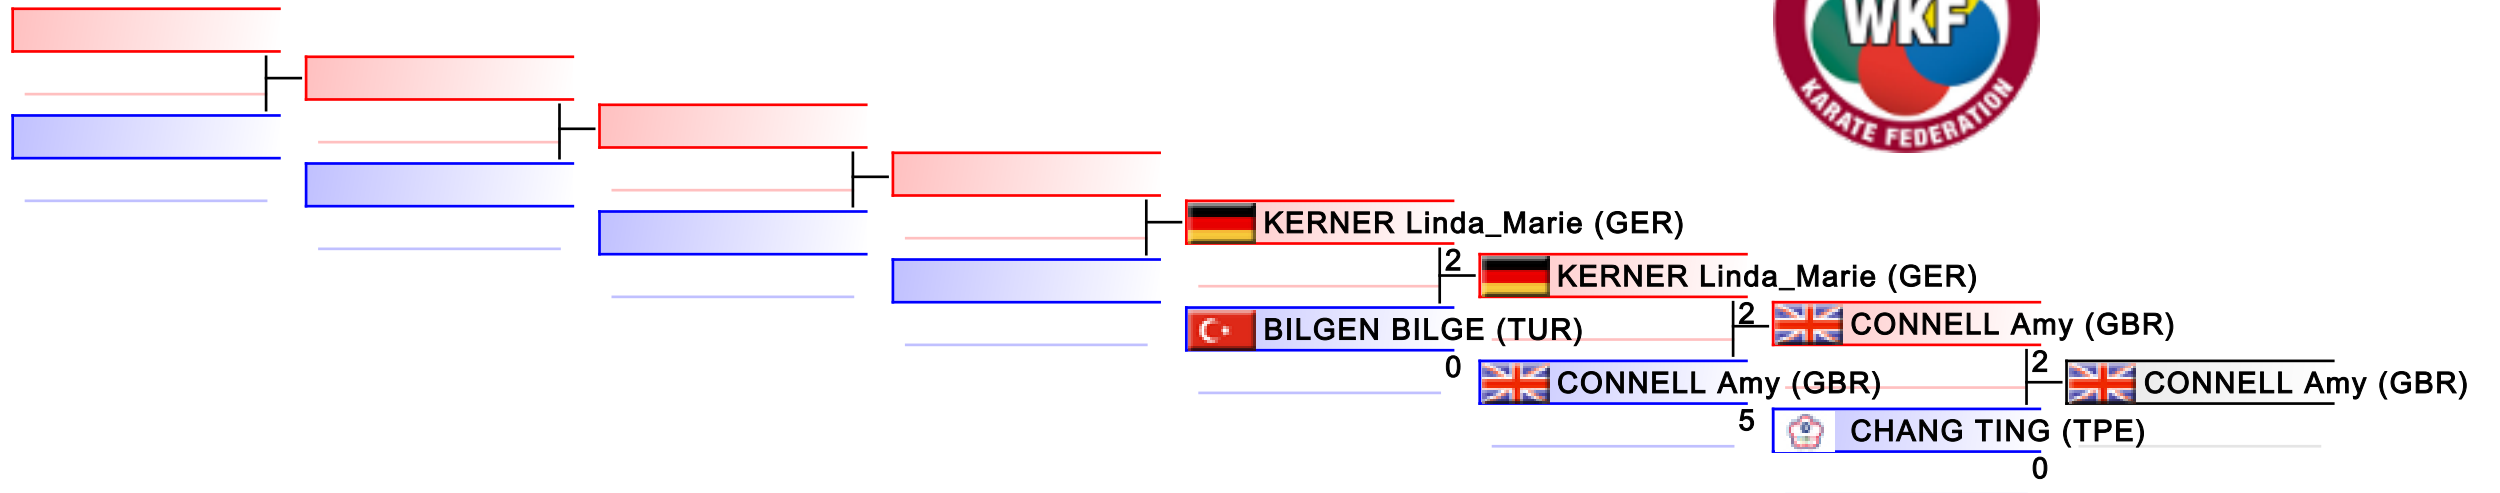 WKF
KARATE FEDERATION
KERNER Linda_Marie (GER)
2
KERNER Linda_Marie (GER)
BILGEN BILGE (TUR)
0
2
CONNELL Amy (GBR)
CONNELL Amy (GBR)
5
2
CONNELL Amy (GBR)
CHANG TING (TPE)
0